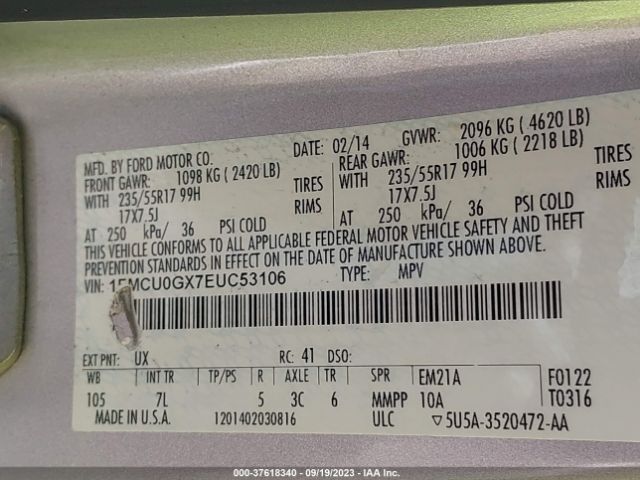 MFD. BY FORD MOTOR CO. DATE: 02/14 GVWR: 2096 KG ( 4620 LB)
FRONT GAWR: 1098 KG ( 2420 LB) REAR GAWR: 1006 KG ( 2218 LB)
WITH 235/55R17 99H TIRES WITH 235/55R17 99H TIRES
17X7.5J RIMS 17X7.5J RIMS
AT 250 kPa/ 36 PSI COLD AT 250 kPa/ 36 PSI COLD
THIS VEHICLE CONFORMS TO ALL APPLICABLE FEDERAL MOTOR VEHICLE SAFETY AND THEFT
PREVENTION STANDARDS IN EFFECT ON THE DATE OF MANUFACTURE SHOWN ABOVE.
VIN: 1FMCU0GX7EUC53106 TYPE: MPV
EXT PNT: UX RC: 41 DSO:
WB INT TR TP/PS R AXLE TR SPR EM21A F0122
105 7L 5 3C 6 MMPP 10A T0316
MADE IN U.S.A. 1201402030816 ULC ▽5U5A-3520472-AA
000-37618340 - 09/19/2023 - IAA Inc.